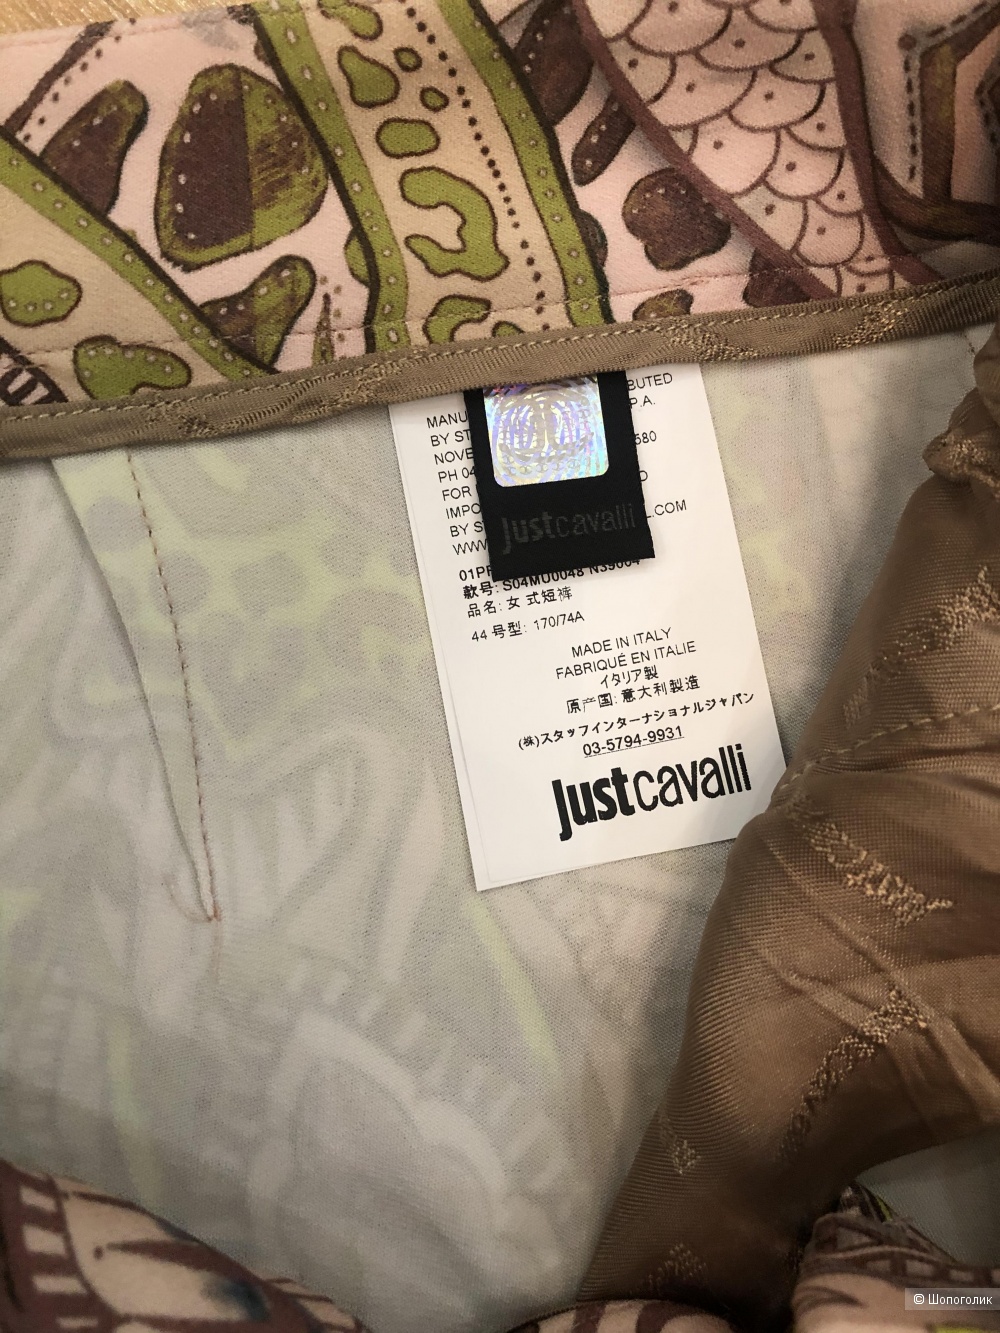 MANU
BUTED
BY ST
P.A.
NOVE
580
PH 04
FOR
IMPO
BY S
L.COM
WWW
justcavalli
款号: S04MU0048 N39604
品名: 女 式短裤
44 号型: 170/74A
MADE IN ITALY
FABRIQUÉ EN ITALIE
イタリア製
原产国: 意大利製造
(株)スタッフインターナショナルジャパン
03-5794-9931
justcavalli
© Шопоголик